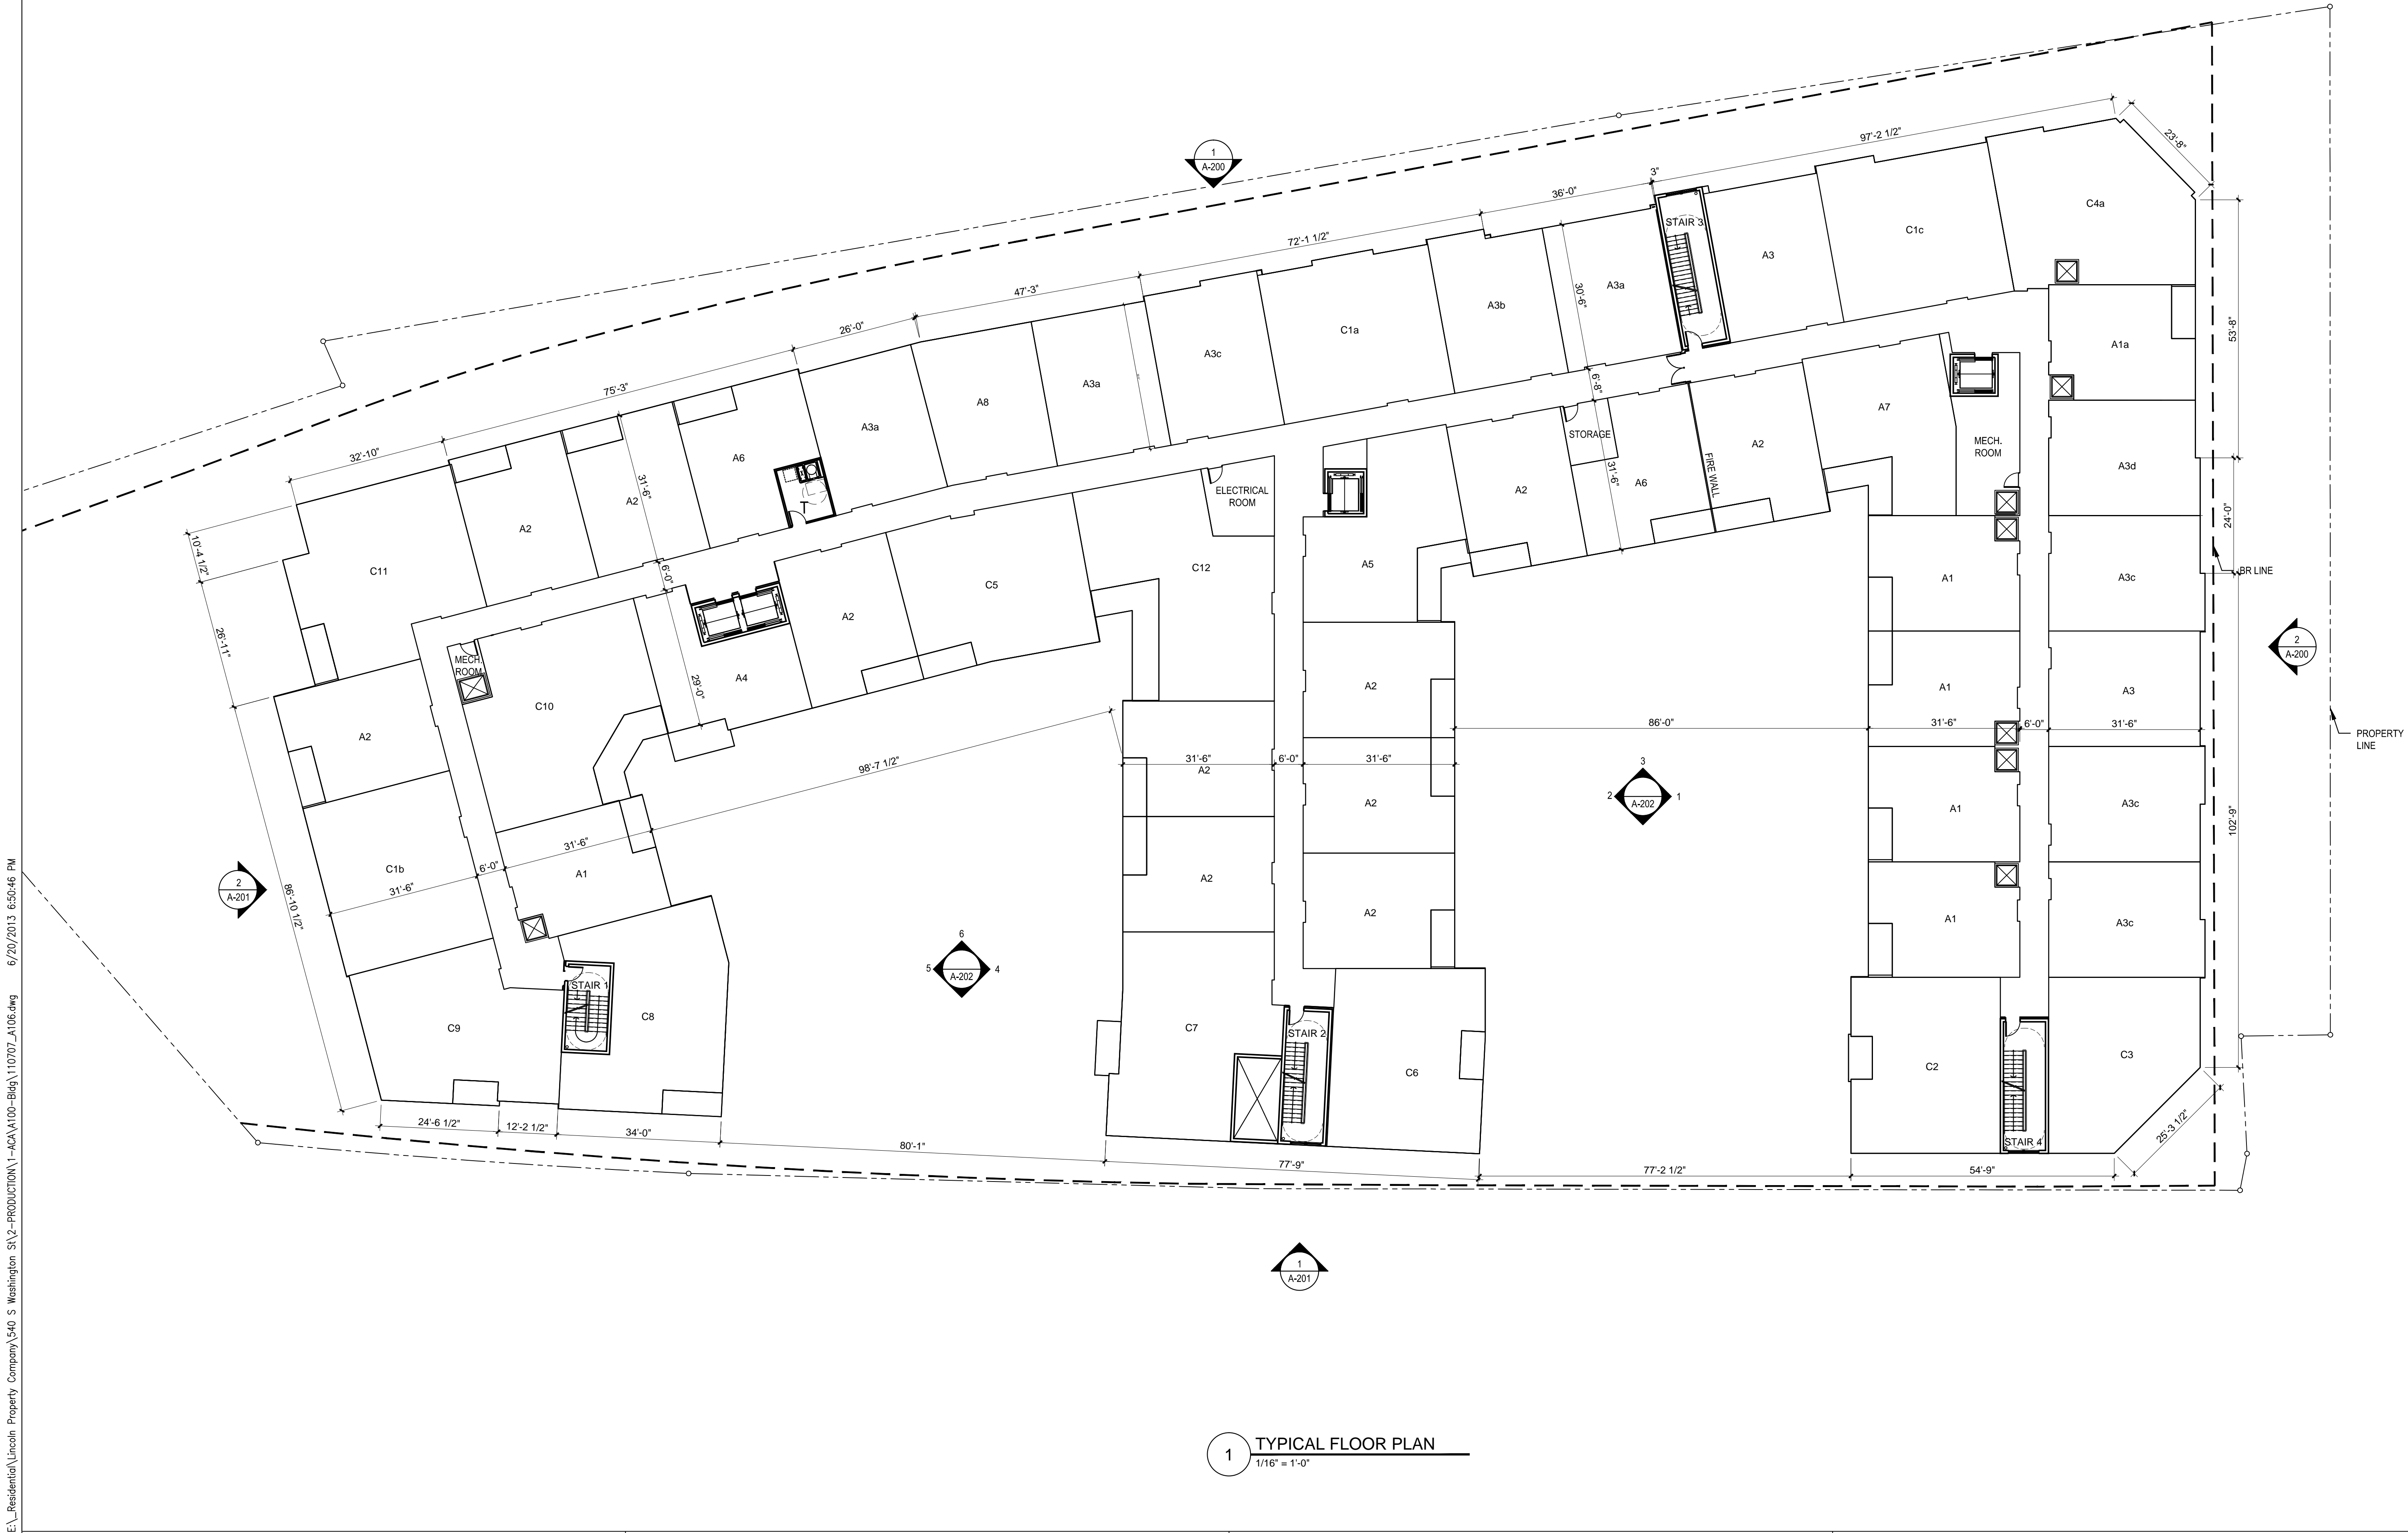 1
A-200
97'-2 1/2"
23'-8"
3"
36'-0"
72'-1 1/2"
47'-3"
26'-0"
75'-3"
32'-10"
STAIR 3
C4a
C1c
A3
A3a
30'-6"
A3b
C1a
A3c
A3a
A8
A3a
A6
T
A2
31'-6"
A2
C11
10'-4 1/2"
26'-11"
53'-8"
A1a
6'-8"
A7
A2
FIRE WALL
STORAGE
31'-6"
A6
A2
MECH.
ROOM
A3d
ELECTRICAL
ROOM
24'-0"
BR LINE
A5
C12
C5
A2
6'-0"
A1
A3c
2
A-200
MECH.
ROOM
A4
29'-0"
C10
A2
A2
A1
A3
86'-0"
31'-6"
6'-0"
31'-6"
PROPERTY
LINE
98'-7 1/2"
31'-6"
6'-0"
31'-6"
A2
A2
3
2
A-202
1
A1
A3c
102'-9"
31'-6"
6'-0"
31'-6"
C1b
A1
2
A-201
86'-10 1/2"
A2
A2
A1
A3c
6
5
A-202
4
STAIR 1
C9
C8
C7
STAIR 2
C6
C2
C3
STAIR 4
24'-6 1/2"
12'-2 1/2"
34'-0"
80'-1"
77'-9"
77'-2 1/2"
54'-9"
25'-3 1/2"
1
A-201
1
TYPICAL FLOOR PLAN
1/16" = 1'-0"
E:\_Residential\Lincoln Property Company\540 S Washington St\2-PRODUCTION\1-ACA\A100-Bldg\110707_A106.dwg 6/20/2013 6:50:46 PM